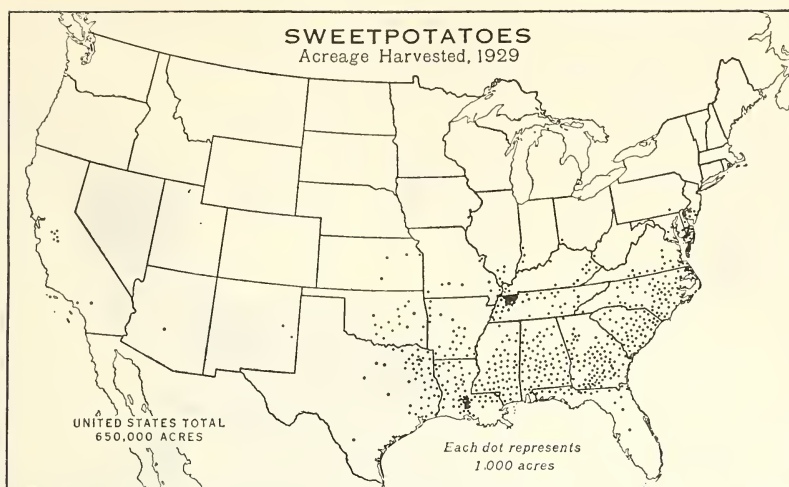 SWEETPOTATOES
Acreage Harvested, 1929
UNITED STATES TOTAL
650,000 ACRES
Each dot represents
1.000 acres